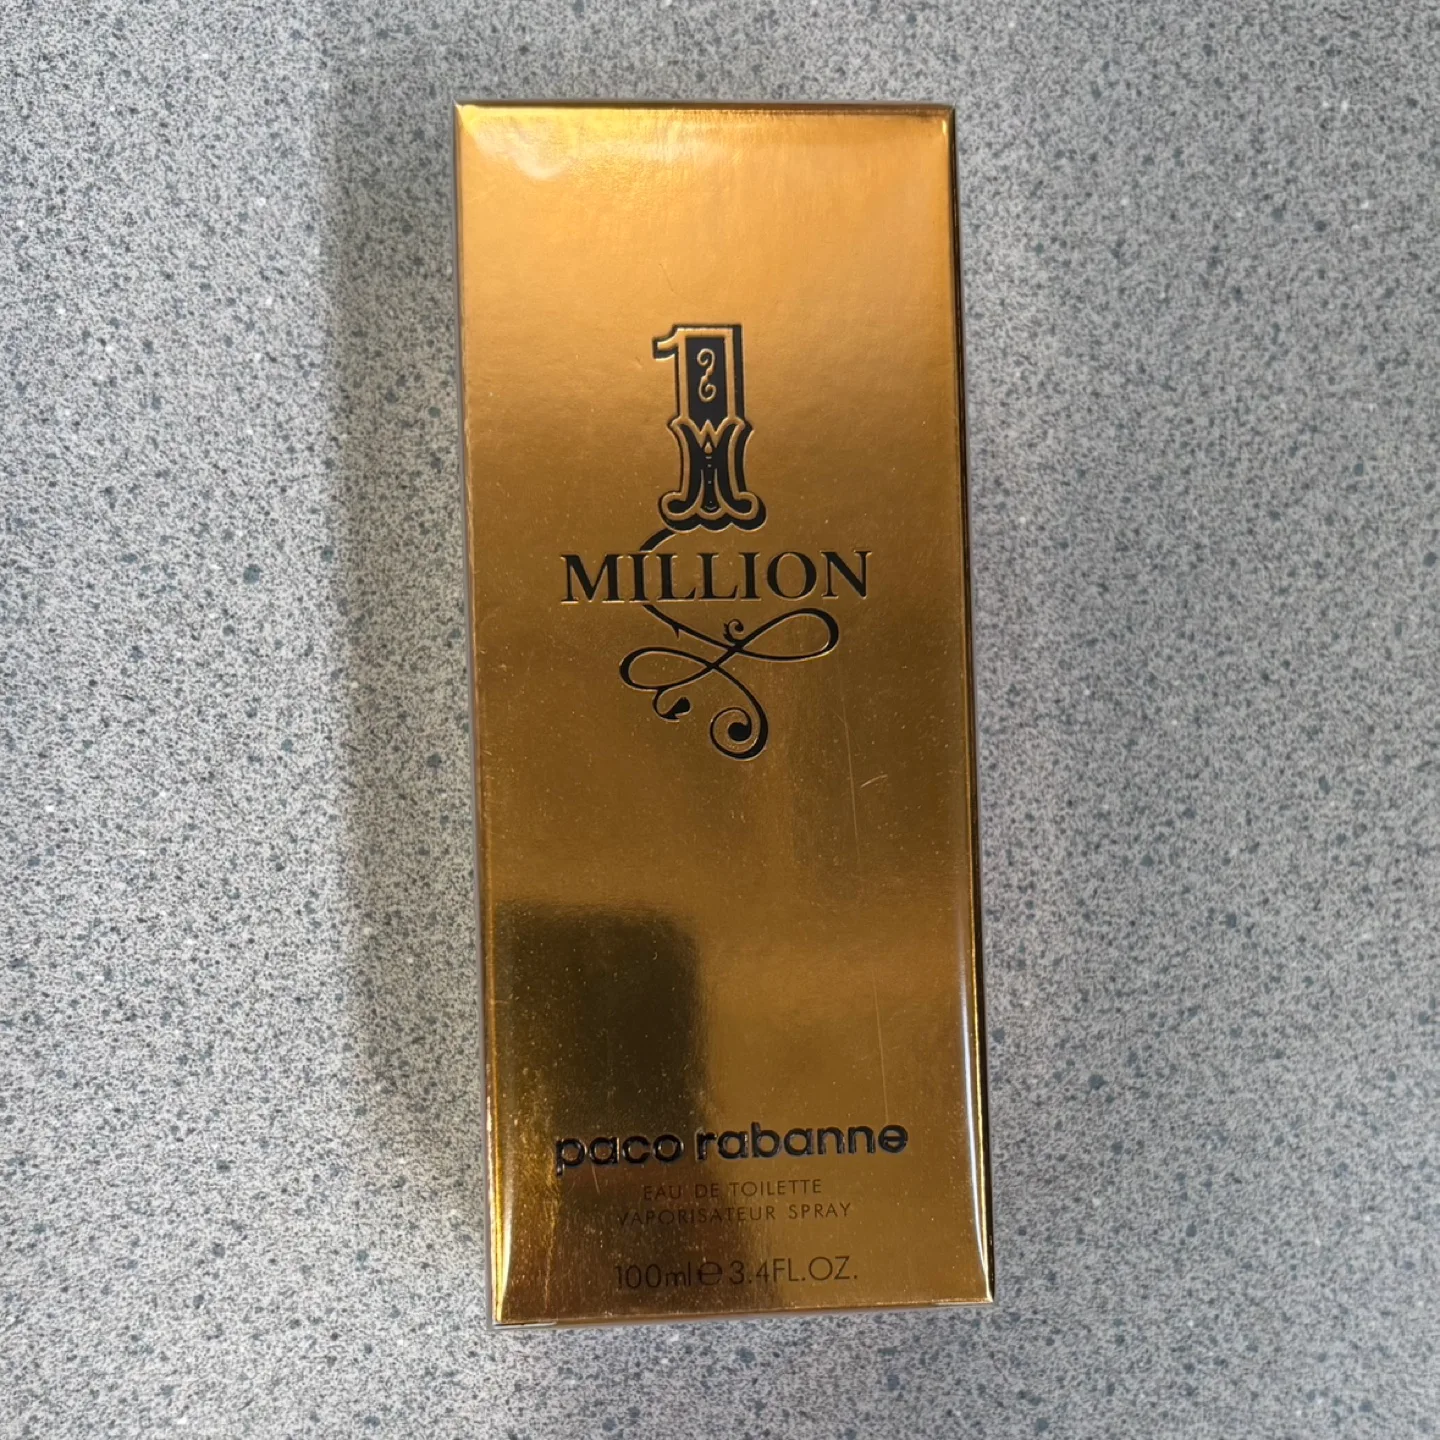 1
MILLION
paco rabanne
EAU DE TOILETTE
VAPORISATEUR SPRAY
100ml℮3.4FL.OZ.